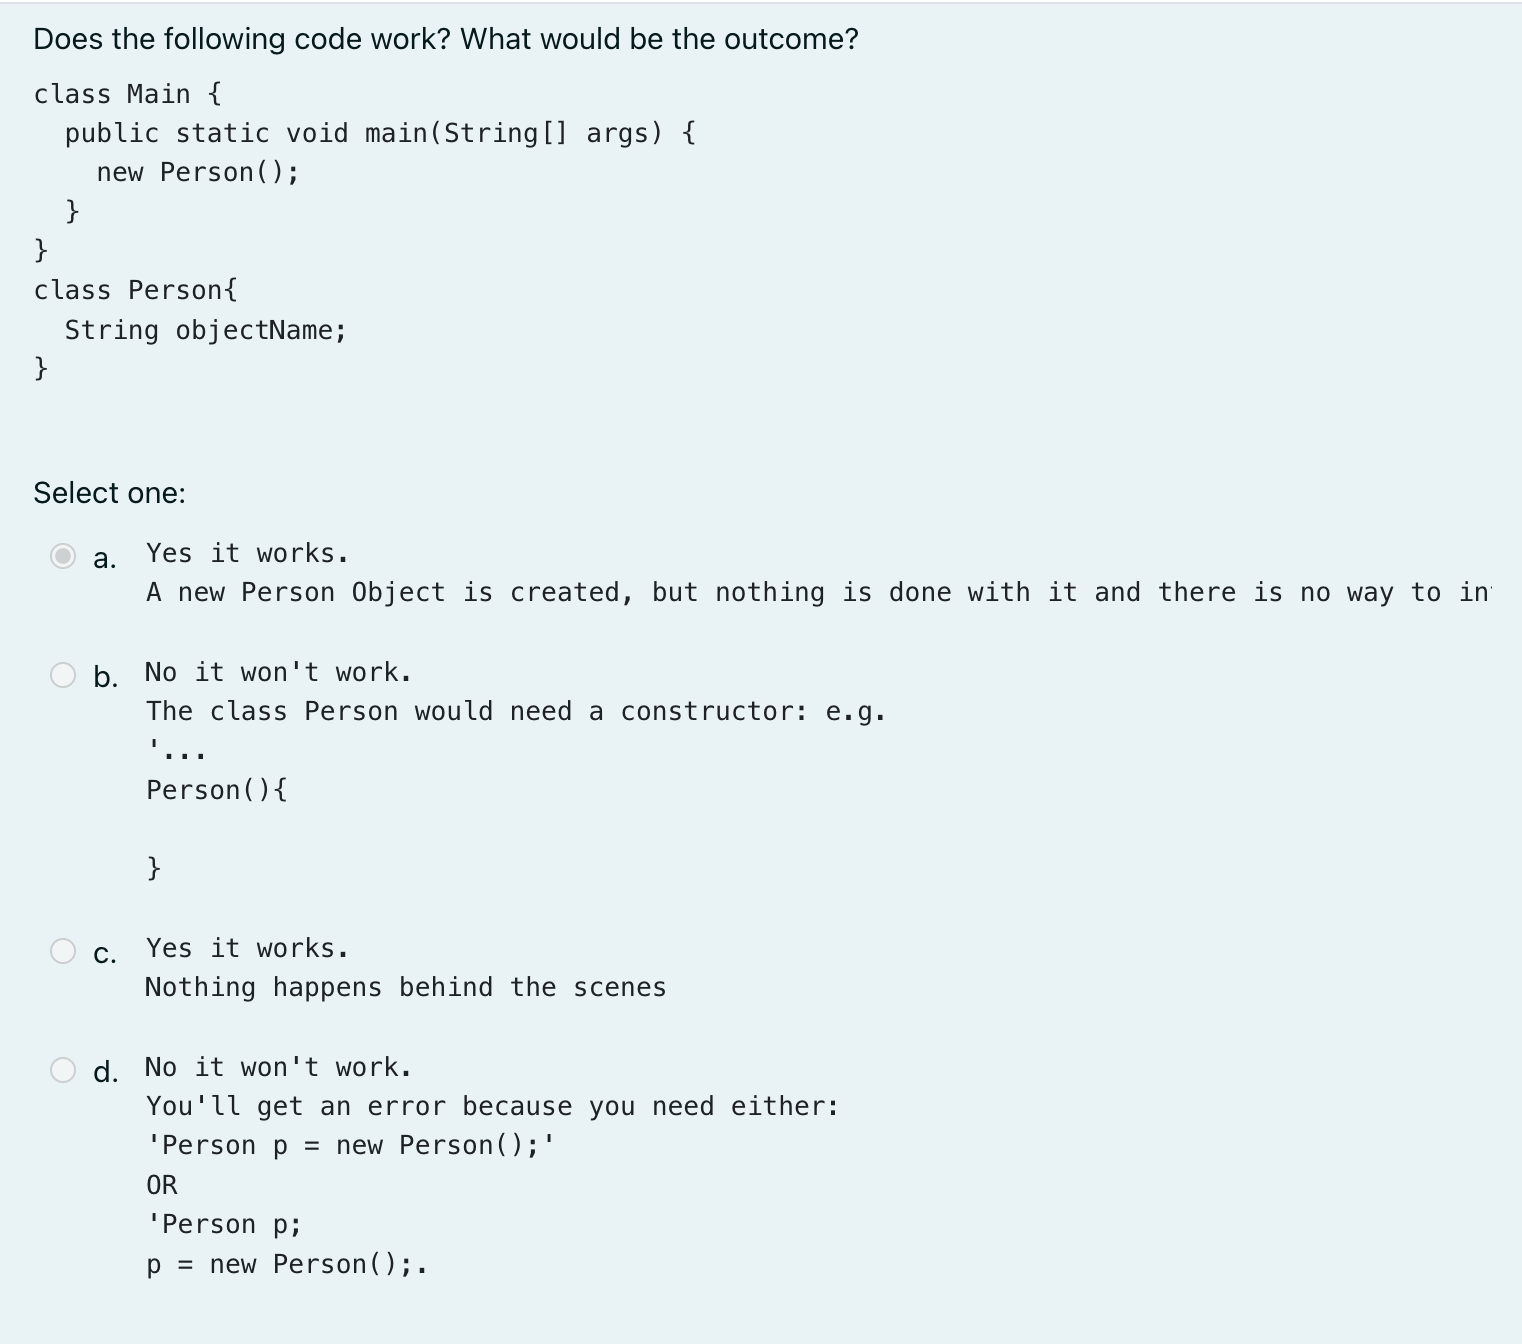 Does the following code work? What would be the outcome?
class Main {
  public static void main(String[] args) {
    new Person();
  }
}
class Person{
  String objectName;
}
Select one:
a. Yes it works.
A new Person Object is created, but nothing is done with it and there is no way to
b. No it won't work.
The class Person would need a constructor: e.g.
'...
Person(){
}
c. Yes it works.
Nothing happens behind the scenes
d. No it won't work.
You'll get an error because you need either:
'Person p = new Person();'
OR
'Person p;
p = new Person();.